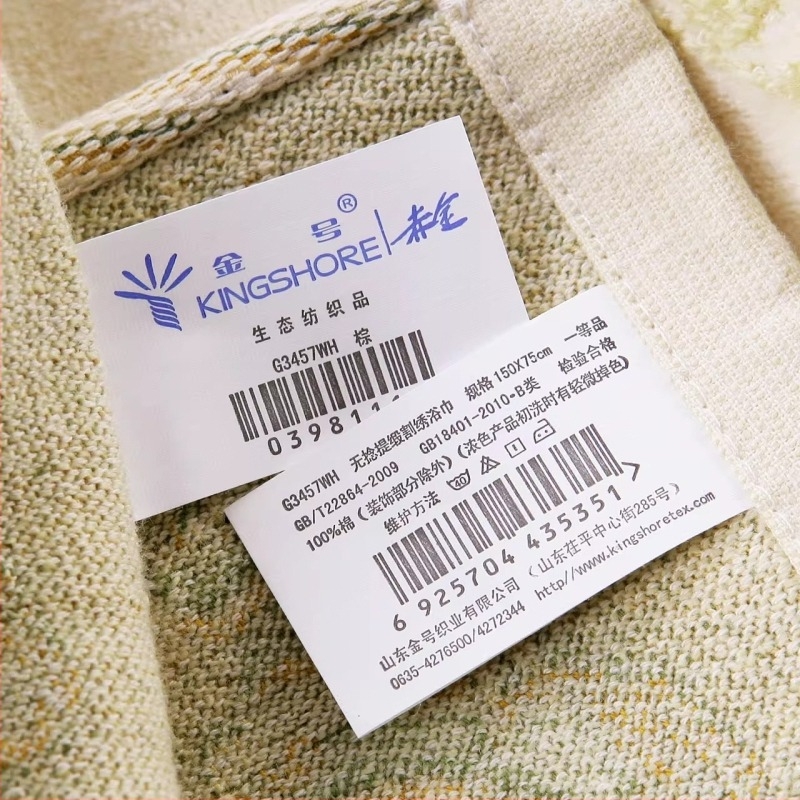 金号®
KINGSHORE
生态纺织品
G3457WH 棕
G3457WH 无捻提缎割绣浴巾 规格 150X75cm 一等品
GB/T22864-2009 GB18401-2010-B类 检验合格
100%棉（装饰部分除外）（浓色产品初洗时有轻微掉色）
维护方法
6 925704 435351 >
山东金号织业有限公司 （山东茌平中心街285号）
0635-4276500/4272344 http//www.kingshoretex.com